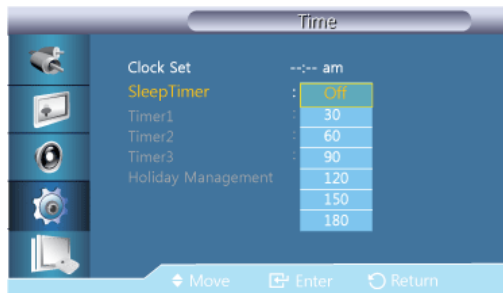 Time
Clock Set --:-- am
SleepTimer : Off
Timer1 : 30
Timer2 : 60
Timer3 : 90
Holiday Management 120
150
180
Move Enter Return